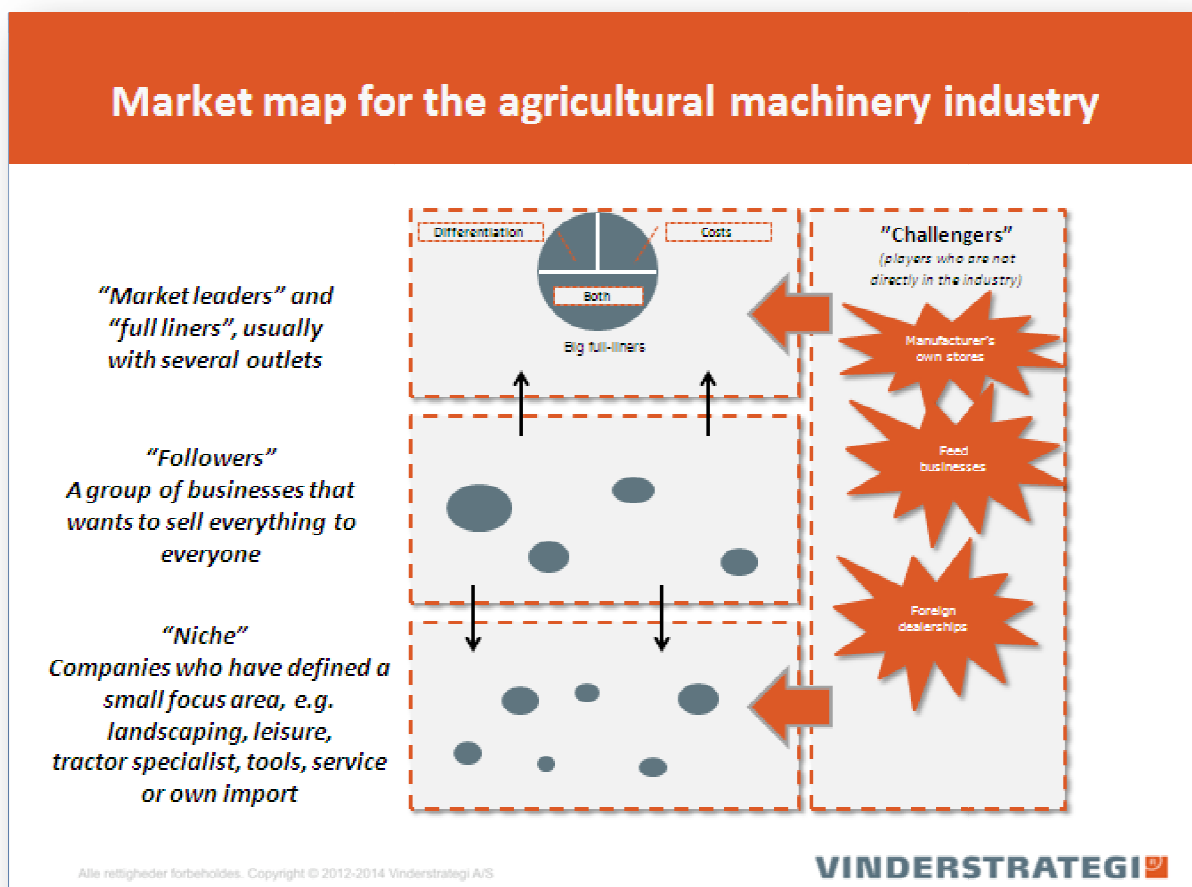 Market map for the agricultural machinery industry
“Market leaders” and
“full liners”, usually
with several outlets
Differentiation
Costs
Both
Big full-liners
”Challengers”
(players who are not
directly in the industry)
Manufacturer's
own stores
Feed
businesses
Foreign
dealerships
“Followers”
A group of businesses that
wants to sell everything to
everyone
“Niche”
Companies who have defined a
small focus area, e.g.
landscaping, leisure,
tractor specialist, tools, service
or own import
Alle rettigheder forbeholdes. Copyright © 2012-2014 Vinderstrategi A/S
VINDERSTRATEGI